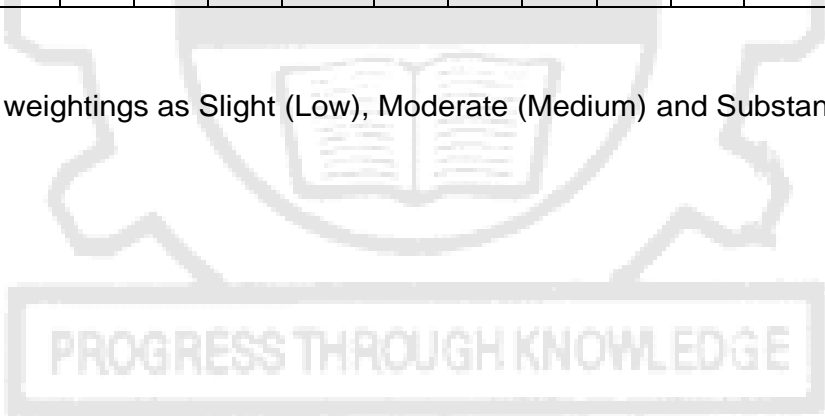 weightings as Slight (Low), Moderate (Medium) and Substan
PROGRESS THROUGH KNOWLEDGE